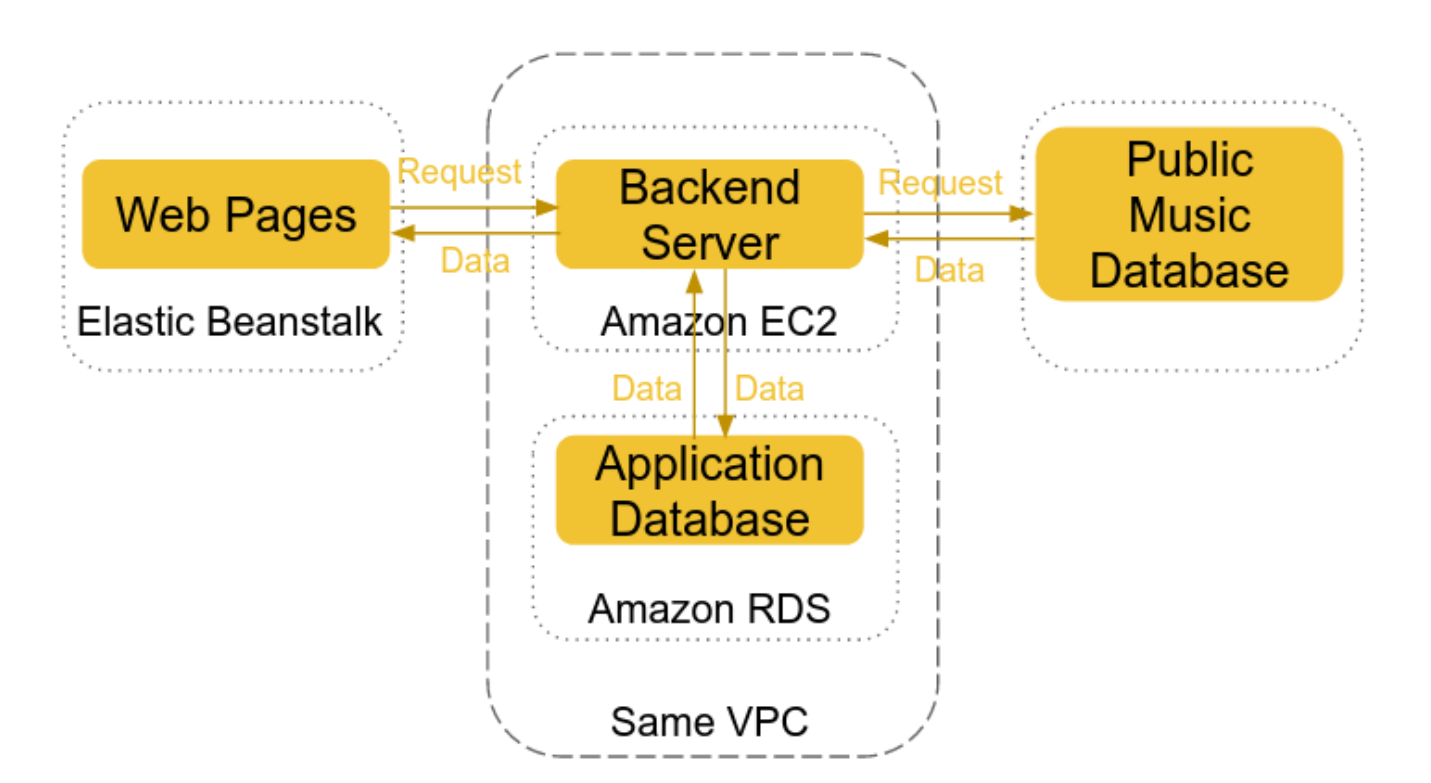 Web Pages
Elastic Beanstalk
Request
Data
Backend
Server
Amazon EC2
Request
Data
Public
Music
Database
Data
Data
Application
Database
Amazon RDS
Same VPC